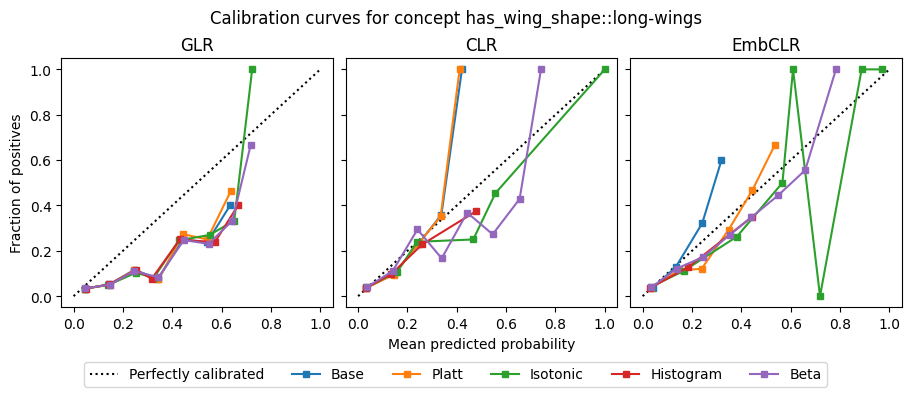 Calibration curves for concept has_wing_shape::long-wings
GLR
CLR
EmbCLR
Fraction of positives
1.0
0.8
0.6
0.4
0.2
0.0
0.0 0.2 0.4 0.6 0.8 1.0
0.0 0.2 0.4 0.6 0.8 1.0
0.0 0.2 0.4 0.6 0.8 1.0
Mean predicted probability
Perfectly calibrated Base Platt Isotonic Histogram Beta